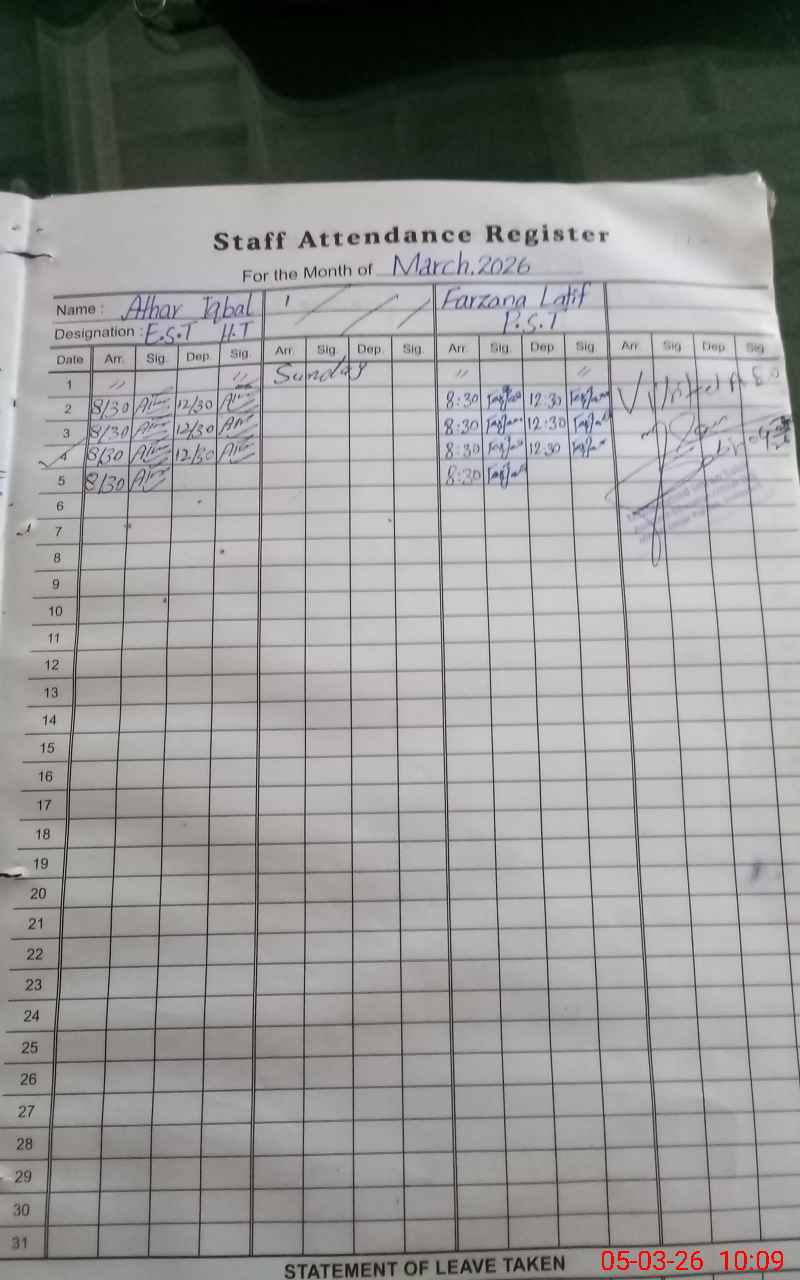 Staff Attendance Register
For the Month of March.2026
Name : Athar Iqbal Farzana Latif
Designation : E.S.T H.T P.S.T
Date Arr. Sig. Dep. Sig. Arr. Sig. Dep. Sig. Arr. Sig. Dep Sig. Arr. Sig Dep. Sig
1 " " Sunday " "
2 8/30 12/30 8:30 12:30
3 8/30 12/30 8:30 12:30
4 8/30 12/30 8:30 12:30
5 8/30 8:30
6
7
8
9
10
11
12
13
14
15
16
17
18
19
20
21
22
23
24
25
26
27
28
29
30
31
STATEMENT OF LEAVE TAKEN
05-03-26 10:09